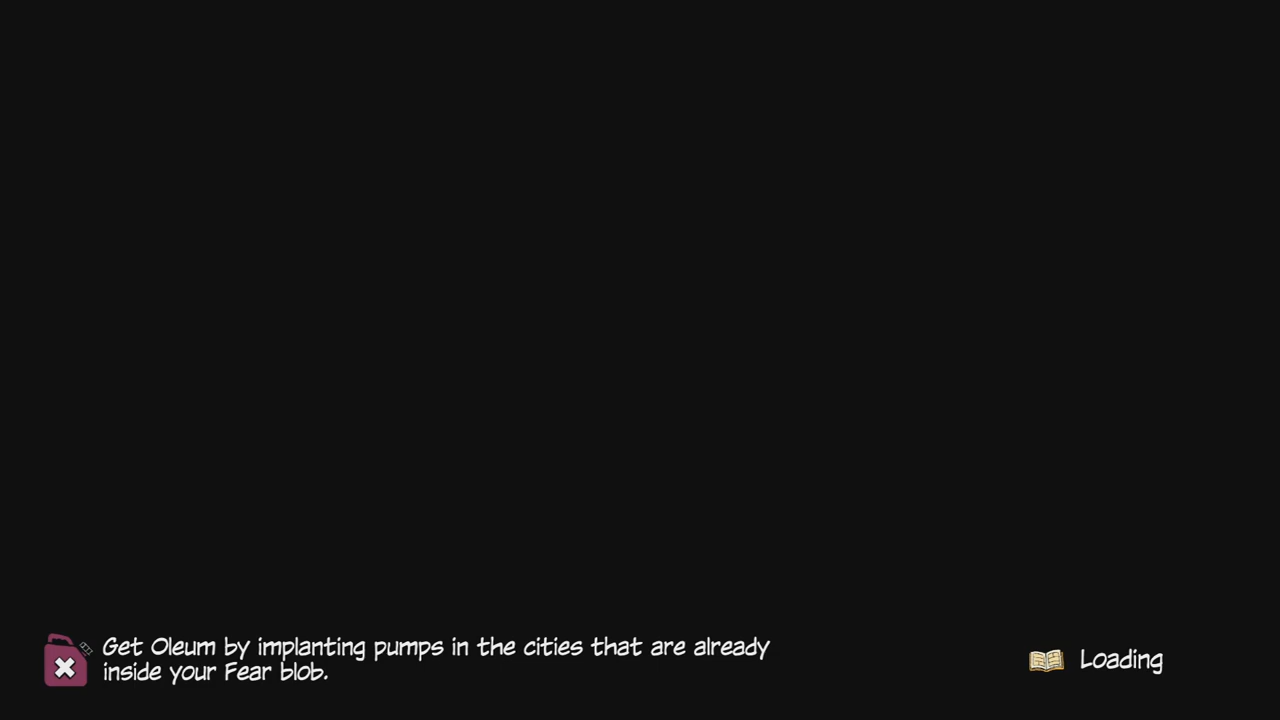 Get Oleum by implanting pumps in the cities that are already
inside your Fear blob.
Loading